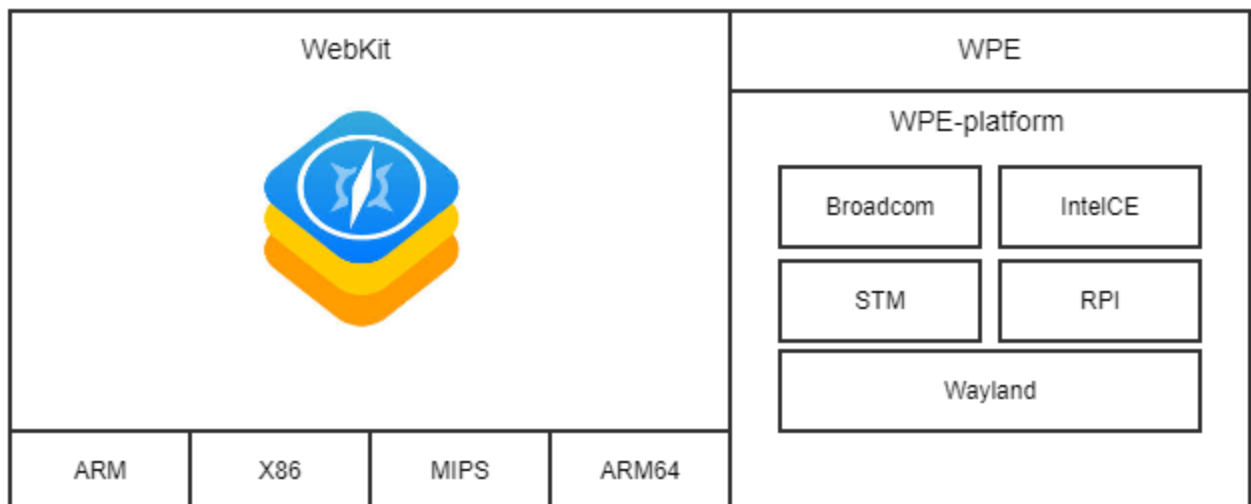 WebKit
WPE
WPE-platform
Broadcom
IntelCE
STM
RPI
Wayland
ARM
X86
MIPS
ARM64